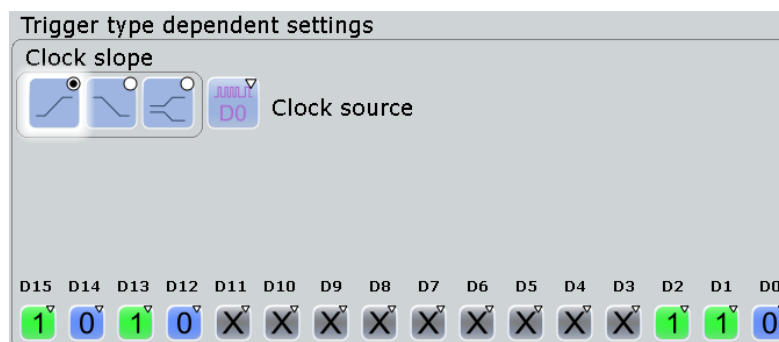 Trigger type dependent settings
Clock slope
D0 Clock source
D15 D14 D13 D12 D11 D10 D9 D8 D7 D6 D5 D4 D3 D2 D1 D0
1 0 1 0 X X X X X X X X X 1 1 0